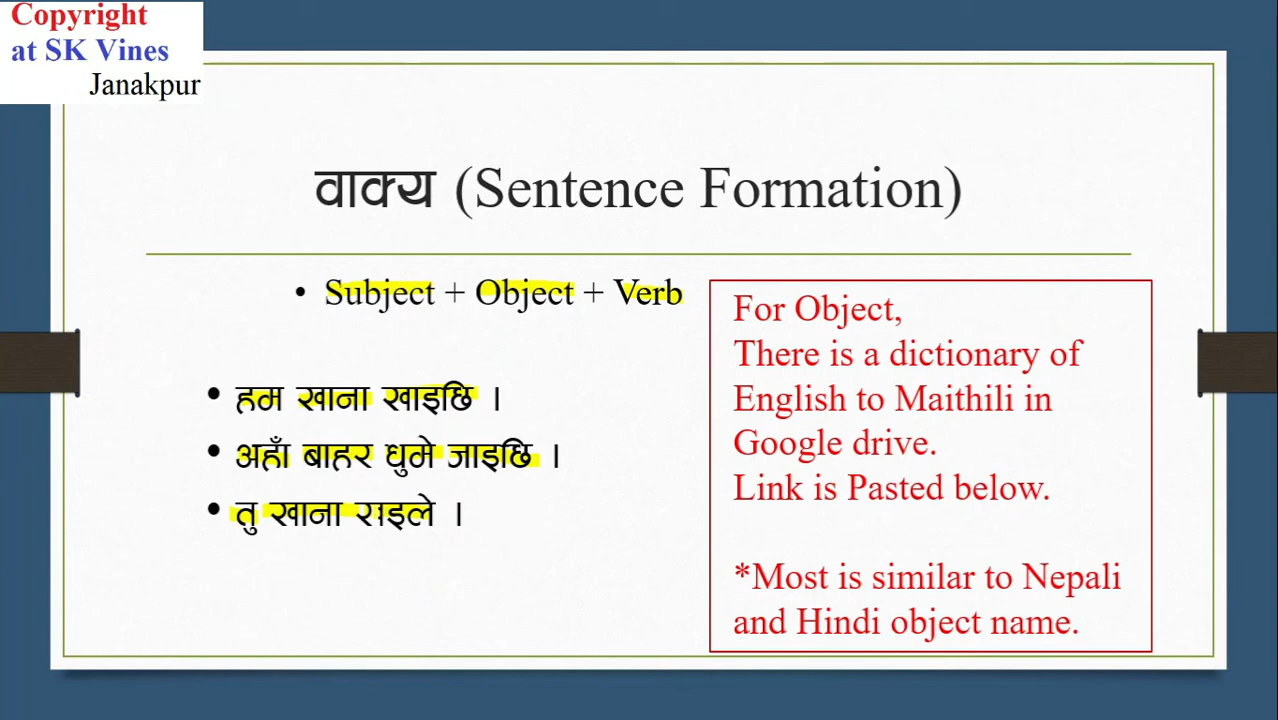 Copyright
at SK Vines
Janakpur
वाक्य (Sentence Formation)
• Subject + Object + Verb
• हम खाना खाइछि ।
• अहाँ बाहर धुमे जाइछि ।
• तु खाना ।
For Object,
There is a dictionary of
English to Maithili in
Google drive.
Link is Pasted below.
*Most is similar to Nepali
and Hindi object name.